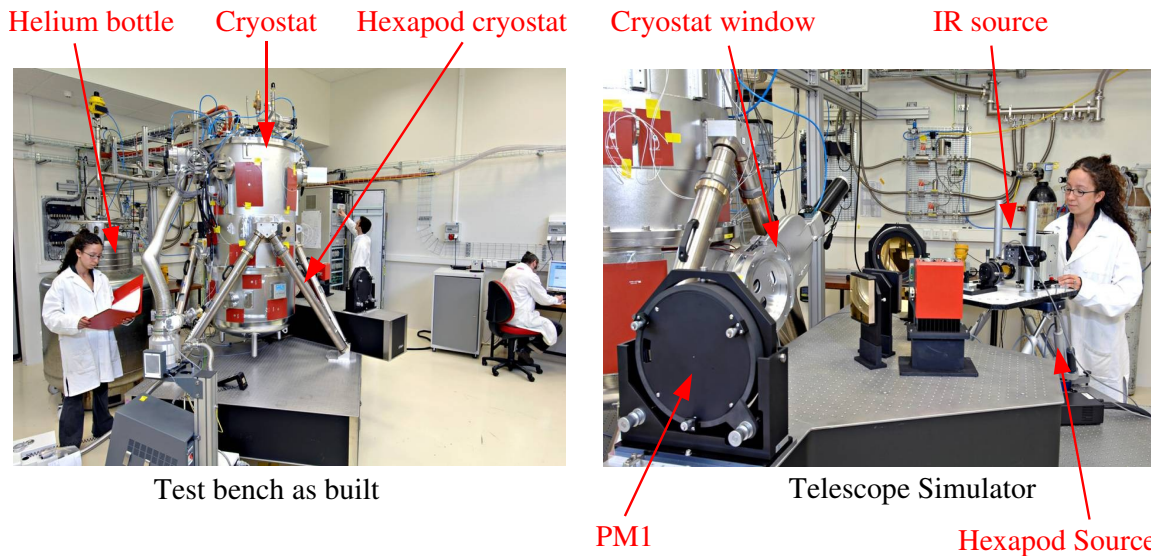 Helium bottle
Cryostat
Hexapod cryostat
Cryostat window
IR source
Test bench as built
Telescope Simulator
PM1
Hexapod Source